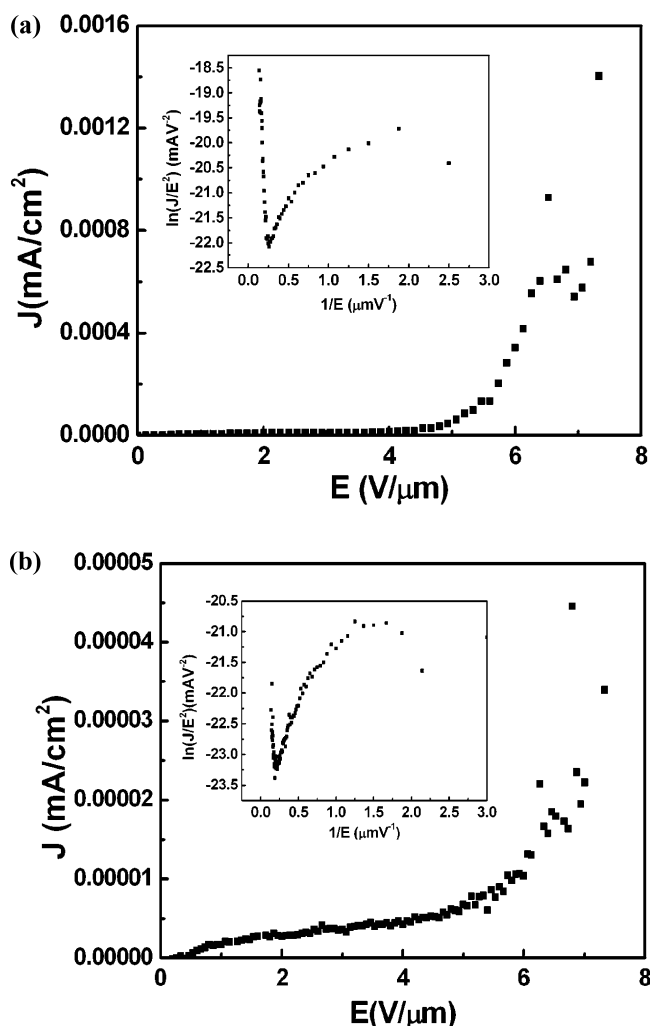 (a)
0.0016
0.0012
0.0008
0.0004
0.0000
J(mA/cm²)
0 2 4 6 8
E (V/μm)
-18.5
-19.0
-19.5
-20.0
-20.5
-21.0
-21.5
-22.0
-22.5
ln(J/E²) (mAV⁻²)
0.0 0.5 1.0 1.5 2.0 2.5 3.0
1/E (μmV⁻¹)
(b)
0.00005
0.00004
0.00003
0.00002
0.00001
0.00000
J (mA/cm²)
0 2 4 6 8
E(V/μm)
-20.5
-21.0
-21.5
-22.0
-22.5
-23.0
-23.5
ln(J/E²)(mAV⁻²)
0.0 0.5 1.0 1.5 2.0 2.5 3.0
1/E (μmV⁻¹)